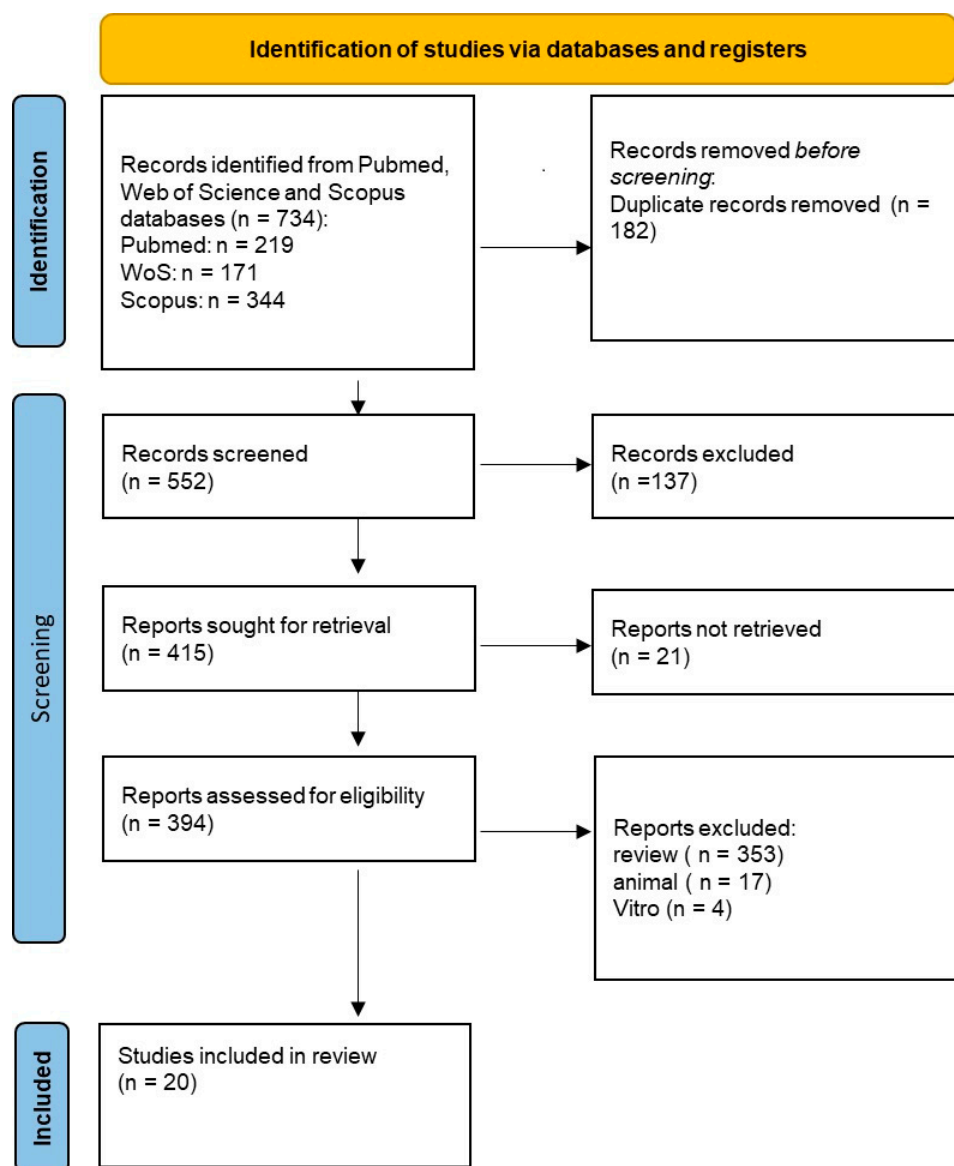 Identification of studies via databases and registers
Identification
Records identified from Pubmed,
Web of Science and Scopus
databases (n = 734):
Pubmed: n = 219
WoS: n = 171
Scopus: n = 344
Records removed before
screening:
Duplicate records removed (n =
182)
Screening
Records screened
(n = 552)
Records excluded
(n =137)
Reports sought for retrieval
(n = 415)
Reports not retrieved
(n = 21)
Reports assessed for eligibility
(n = 394)
Reports excluded:
review ( n = 353)
animal ( n = 17)
Vitro (n = 4)
Included
Studies included in review
(n = 20)